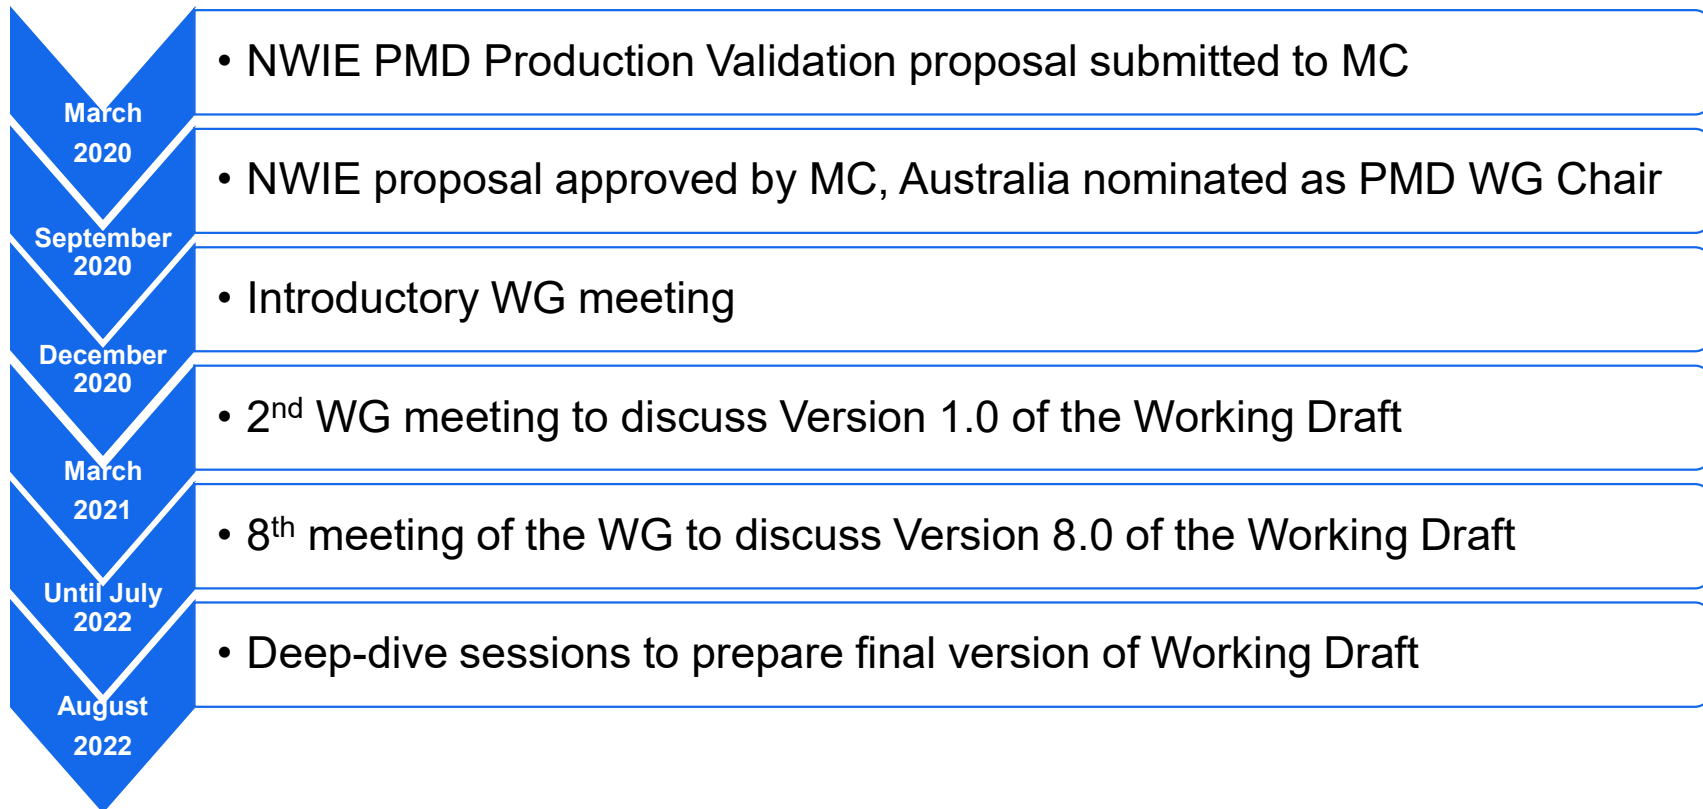 • NWIE PMD Production Validation proposal submitted to MC
March
2020
• NWIE proposal approved by MC, Australia nominated as PMD WG Chair
September
2020
• Introductory WG meeting
December
2020
• 2nd WG meeting to discuss Version 1.0 of the Working Draft
March
2021
• 8th meeting of the WG to discuss Version 8.0 of the Working Draft
Until July
2022
• Deep-dive sessions to prepare final version of Working Draft
August
2022